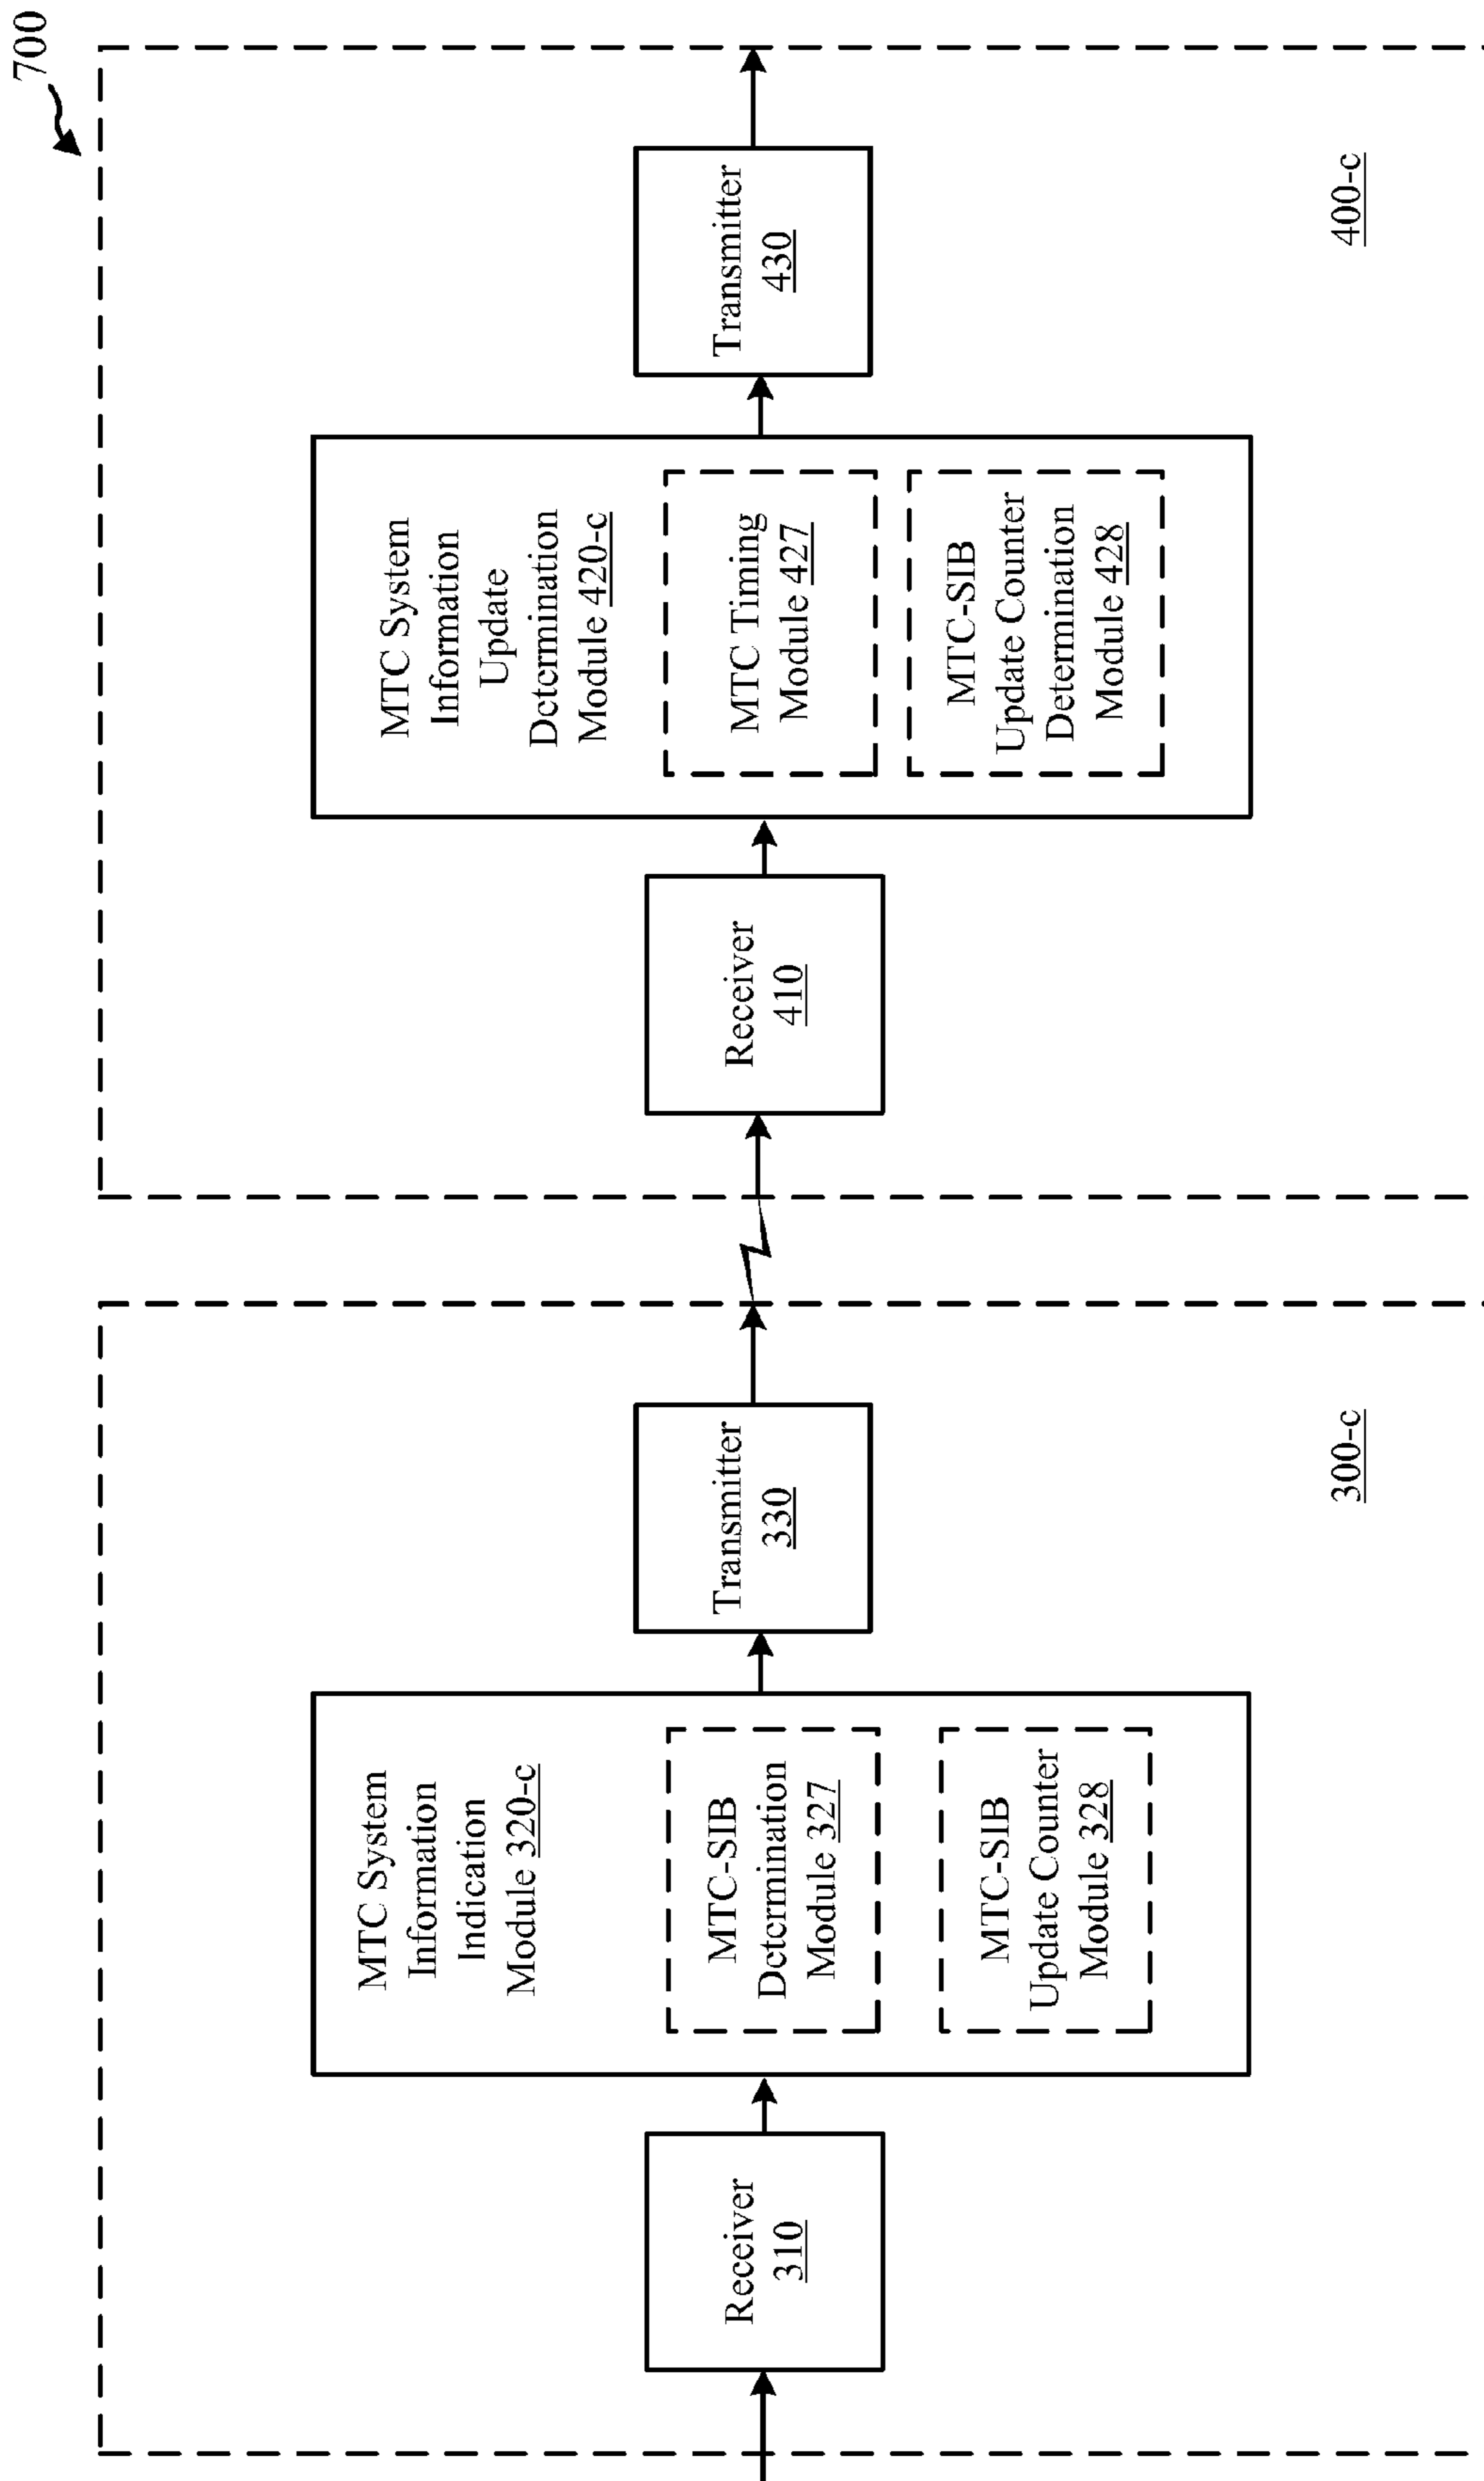 700
Receiver
310
MTC System
Information
Indication
Module 320-c
MTC-SIB
Determination
Module 327
MTC-SIB
Update Counter
Module 328
Transmitter
330
300-c
Receiver
410
MTC System
Information
Update
Determination
Module 420-c
MTC Timing
Module 427
MTC-SIB
Update Counter
Determination
Module 428
Transmitter
430
400-c